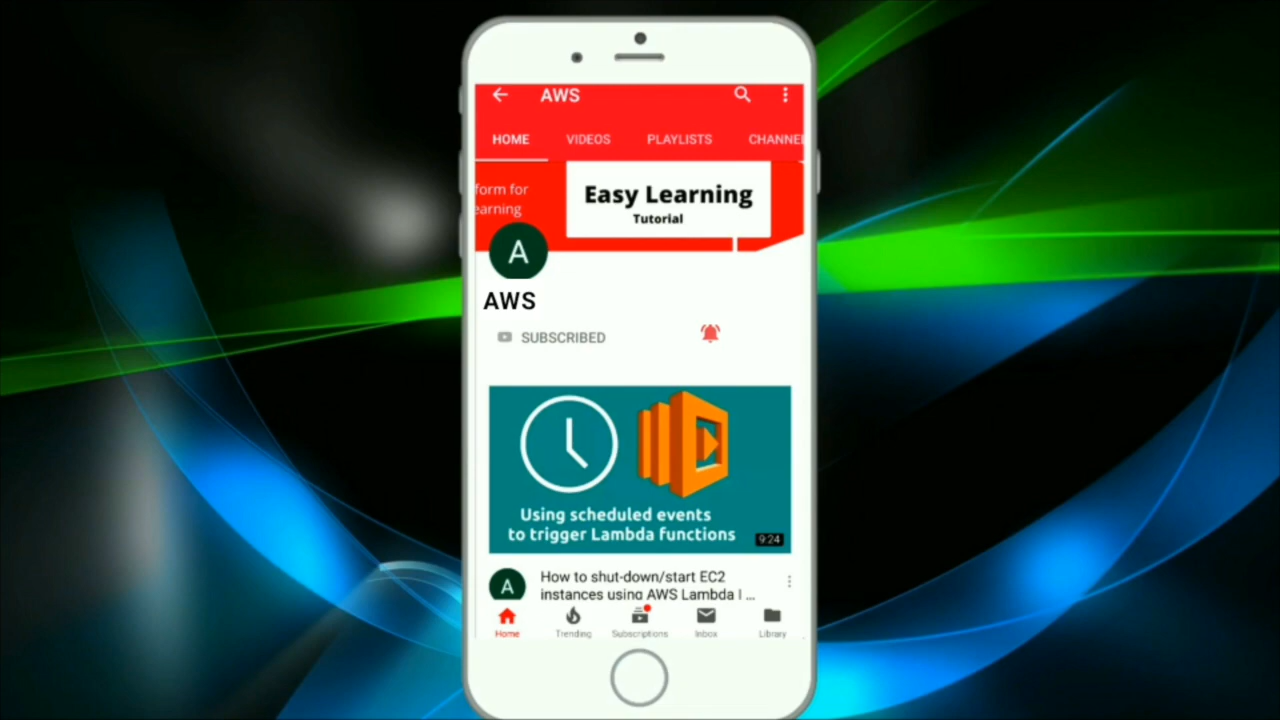 AWS
HOME VIDEOS PLAYLISTS CHANNE
form for
earning
Easy Learning
Tutorial
A
AWS
SUBSCRIBED
Using scheduled events
to trigger Lambda functions
9:24
A
How to shut-down/start EC2
instances using AWS Lambda | ...
Home Trending Subscriptions Inbox Library